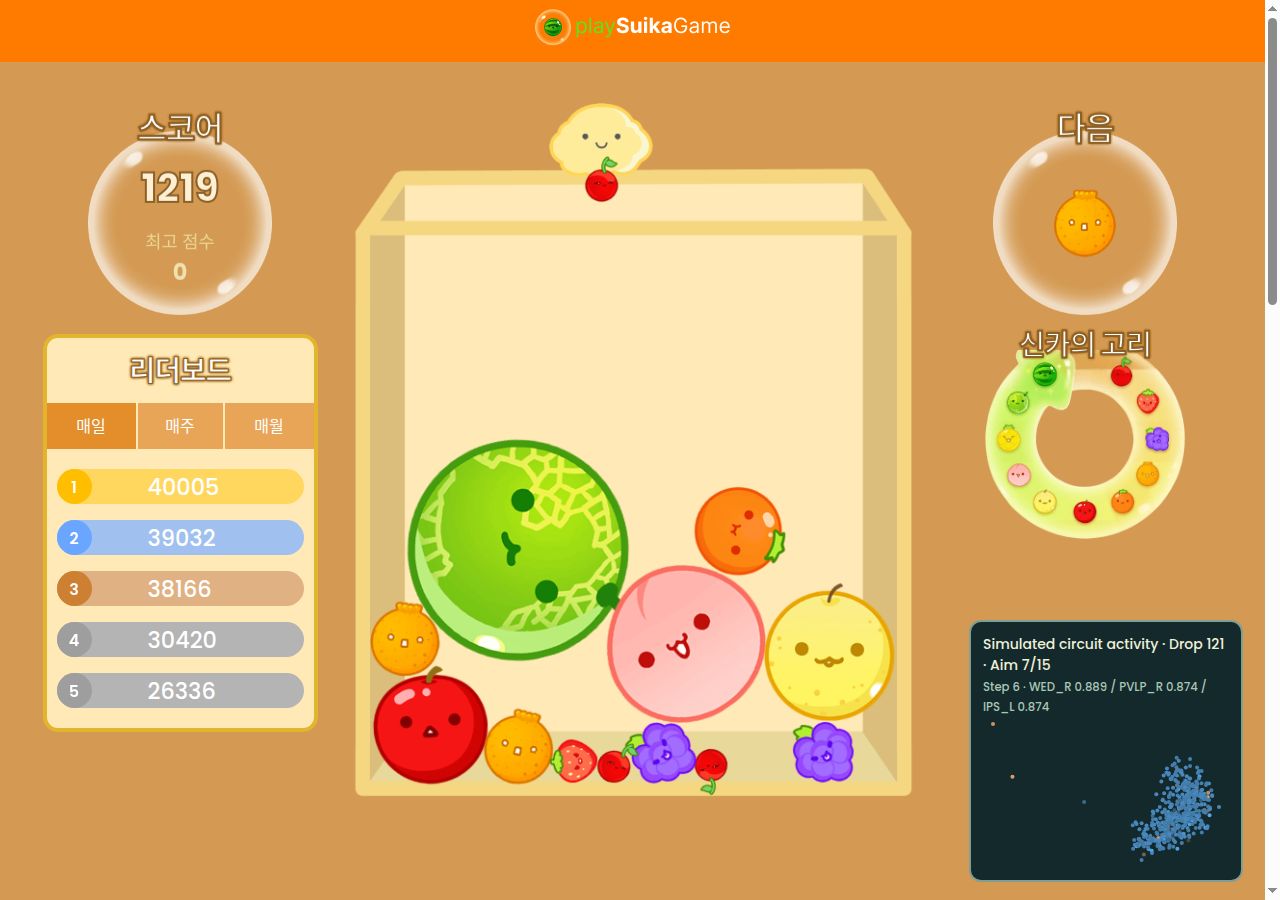 playSuikaGame
스코어
1219
최고 점수
0
리더보드
매일 매주 매월
1 40005
2 39032
3 38166
4 30420
5 26336
다음
신카의 고리
Simulated circuit activity · Drop 121
· Aim 7/15
Step 6 · WED_R 0.889 / PVLP_R 0.874 /
IPS_L 0.874